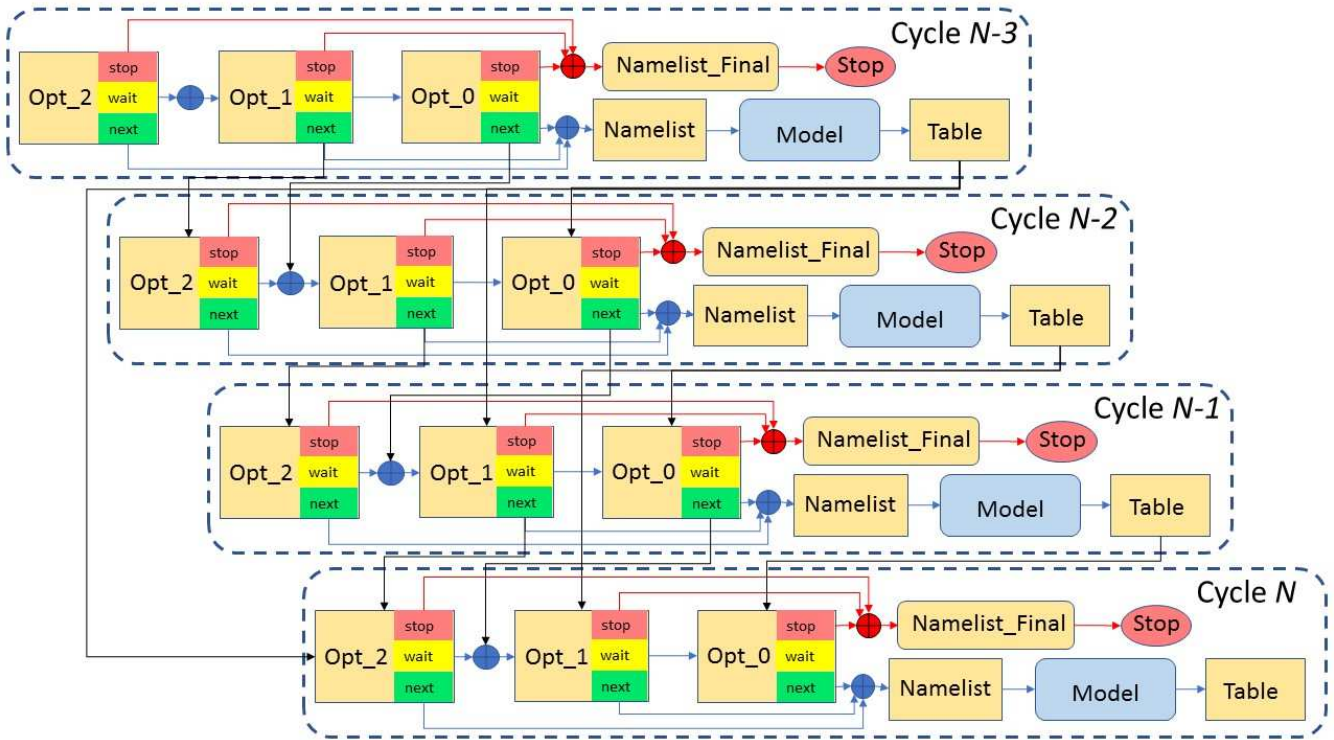 Cycle N-3
stop stop stop
Namelist_Final Stop
Opt_2 wait Opt_1 wait Opt_0 wait
next next next
Namelist Model Table
Cycle N-2
stop stop stop
Namelist_Final Stop
Opt_2 wait Opt_1 wait Opt_0 wait
next next next
Namelist Model Table
Cycle N-1
stop stop stop
Namelist_Final Stop
Opt_2 wait Opt_1 wait Opt_0 wait
next next next
Namelist Model Table
Cycle N
stop stop stop
Namelist_Final Stop
Opt_2 wait Opt_1 wait Opt_0 wait
next next next
Namelist Model Table